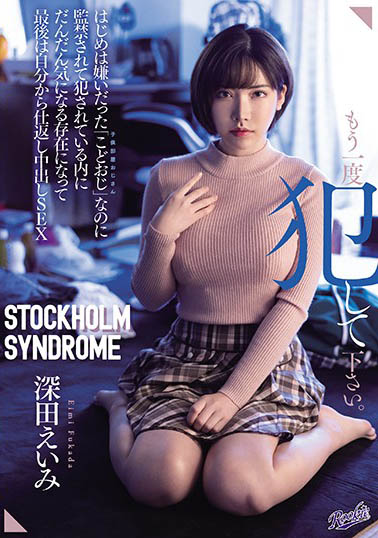 はじめは嫌いだった「こどおじ」なのに
子供部屋おじさん
監禁されて犯されている内に
だんだん気になる存在になって
最後は自分から仕返し中出しSEX
もう一度
犯して
下さい。
STOCKHOLM
SYNDROME
深田えいみ
Eimi Fukada
Rookie